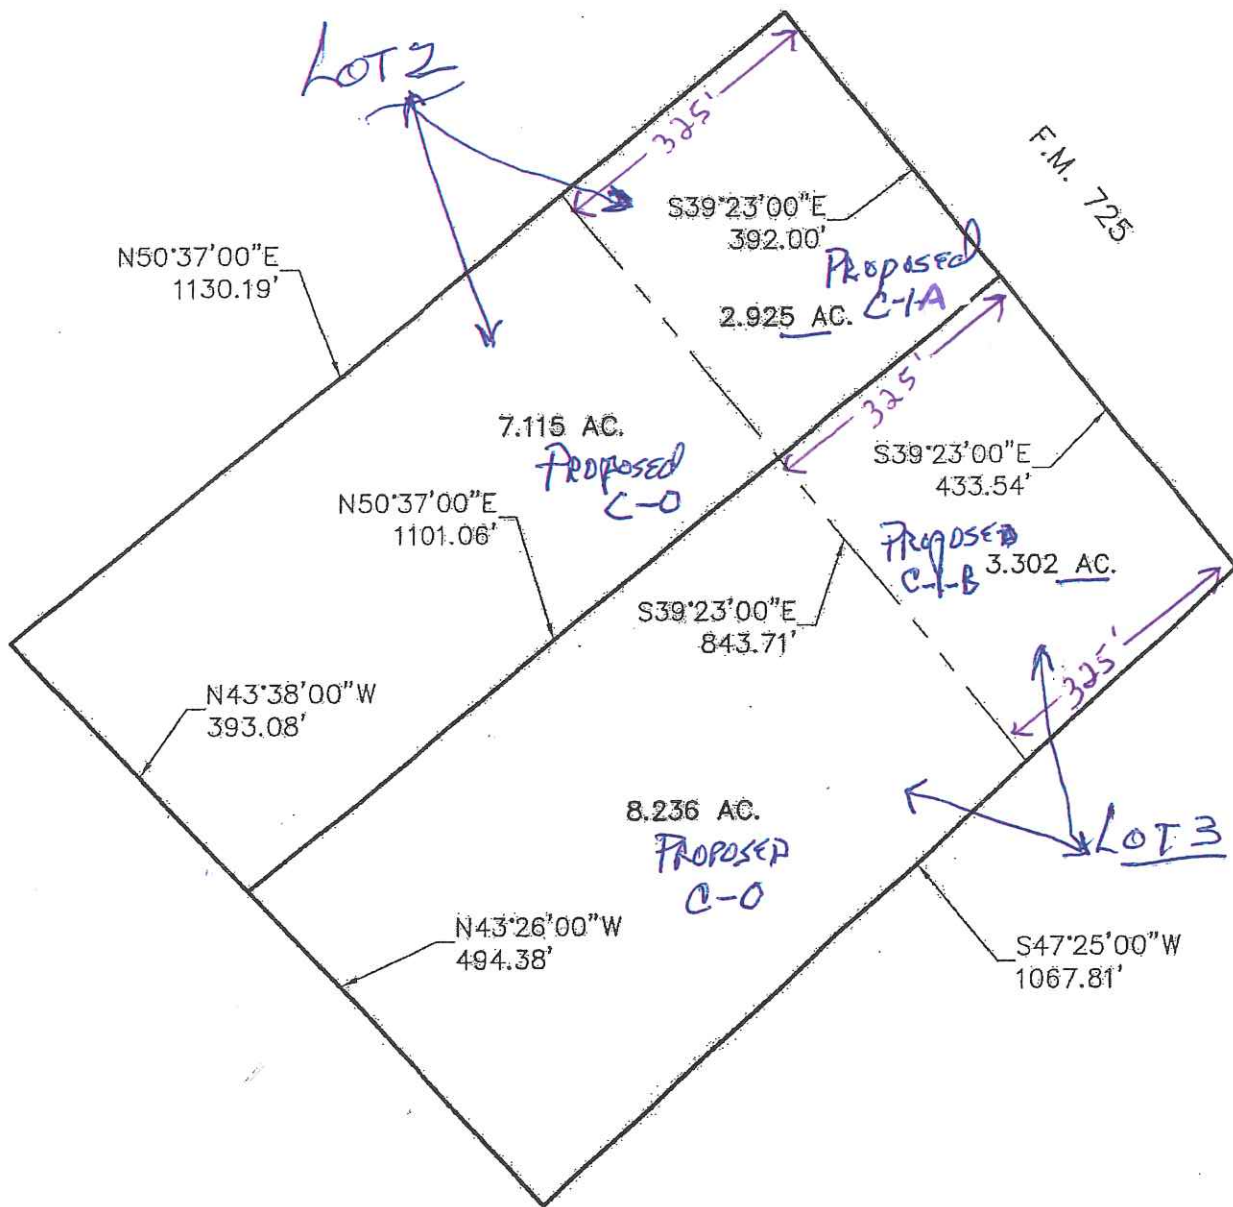 LOT 2
325'
F.M. 725
S39°23'00"E
392.00'
N50°37'00"E
1130.19'
PROPOSED
C-1-A
2.925 AC.
325'
7.115 AC.
PROPOSED
C-O
S39°23'00"E
433.54'
N50°37'00"E
1101.06'
PROPOSED
C-1-B
3.302 AC.
S39°23'00"E
843.71'
325'
N43°38'00"W
393.08'
8.236 AC.
PROPOSED
C-O
LOT 3
N43°26'00"W
494.38'
S47°25'00"W
1067.81'